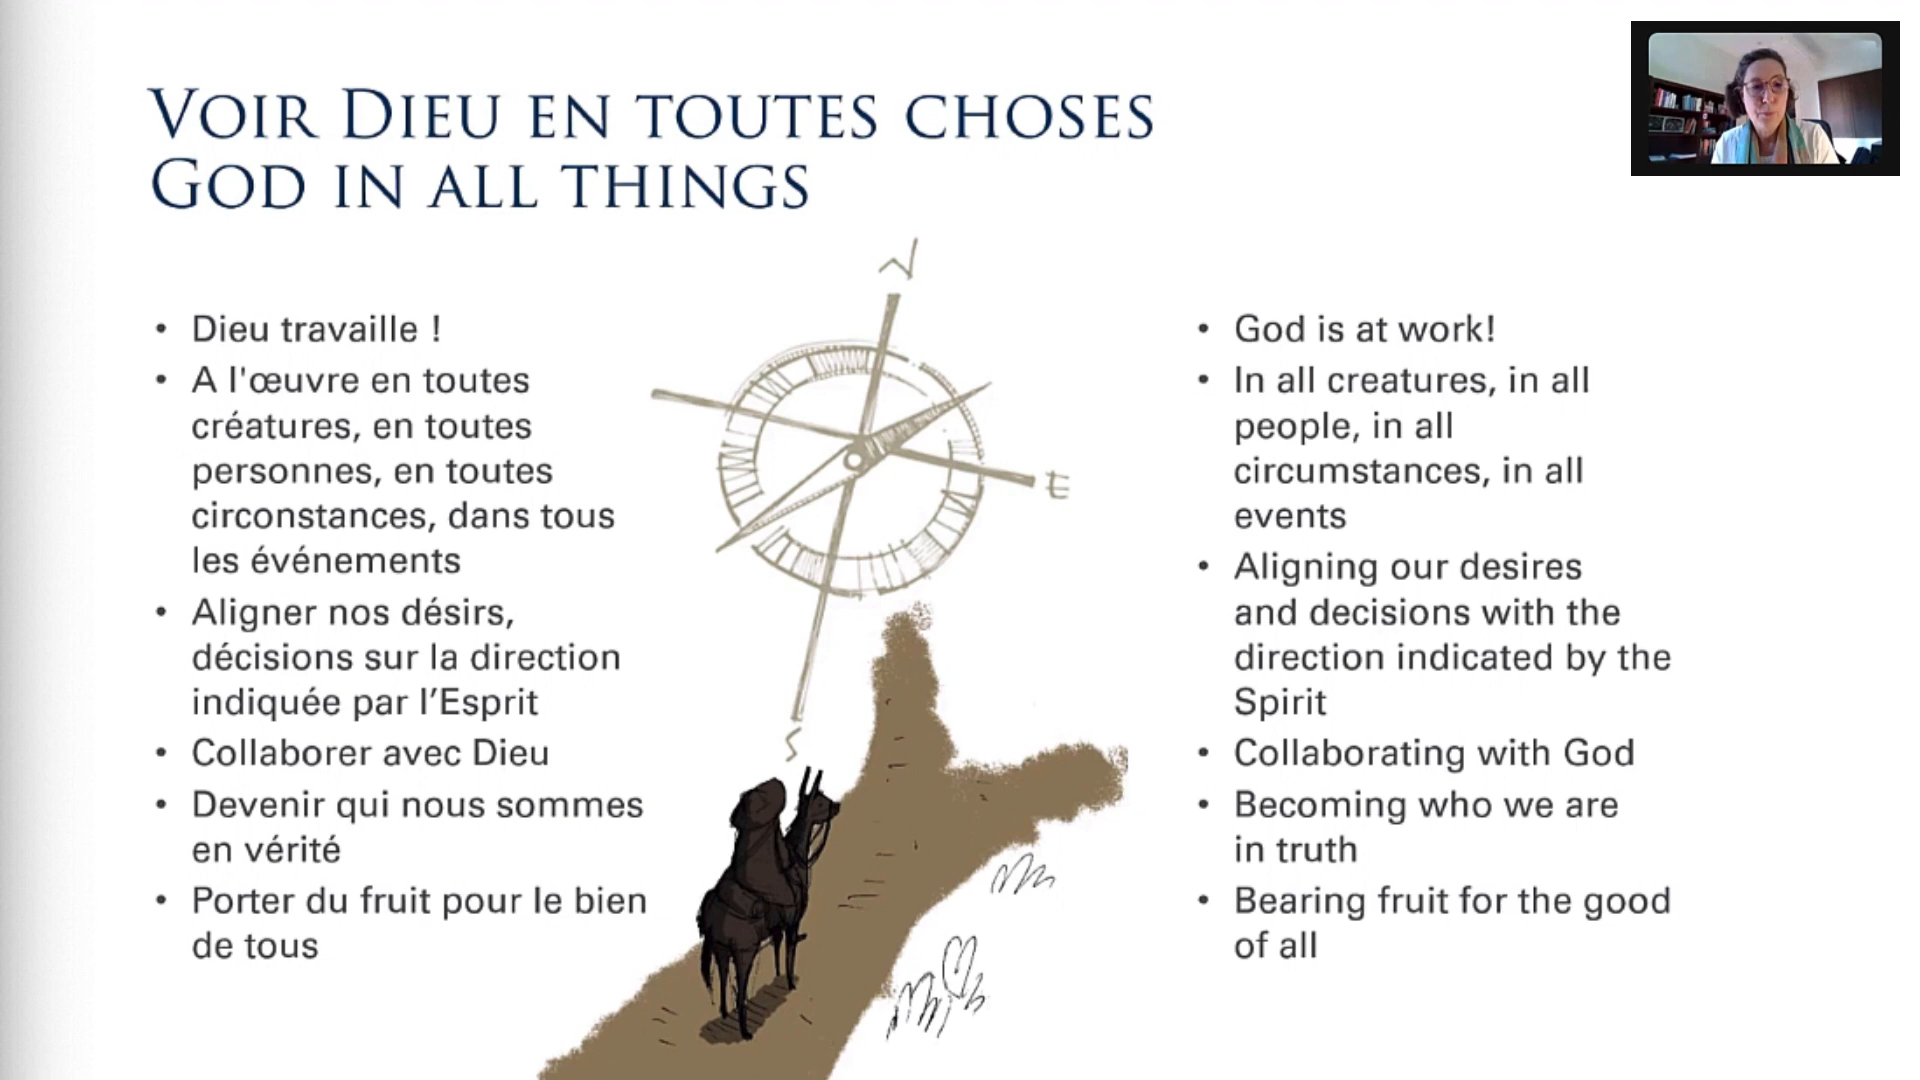 VOIR DIEU EN TOUTES CHOSES
GOD IN ALL THINGS
• Dieu travaille !
• A l'œuvre en toutes
créatures, en toutes
personnes, en toutes
circonstances, dans tous
les événements
• Aligner nos désirs,
décisions sur la direction
indiquée par l’Esprit
• Collaborer avec Dieu
• Devenir qui nous sommes
en vérité
• Porter du fruit pour le bien
de tous
N
E
S
• God is at work!
• In all creatures, in all
people, in all
circumstances, in all
events
• Aligning our desires
and decisions with the
direction indicated by the
Spirit
• Collaborating with God
• Becoming who we are
in truth
• Bearing fruit for the good
of all